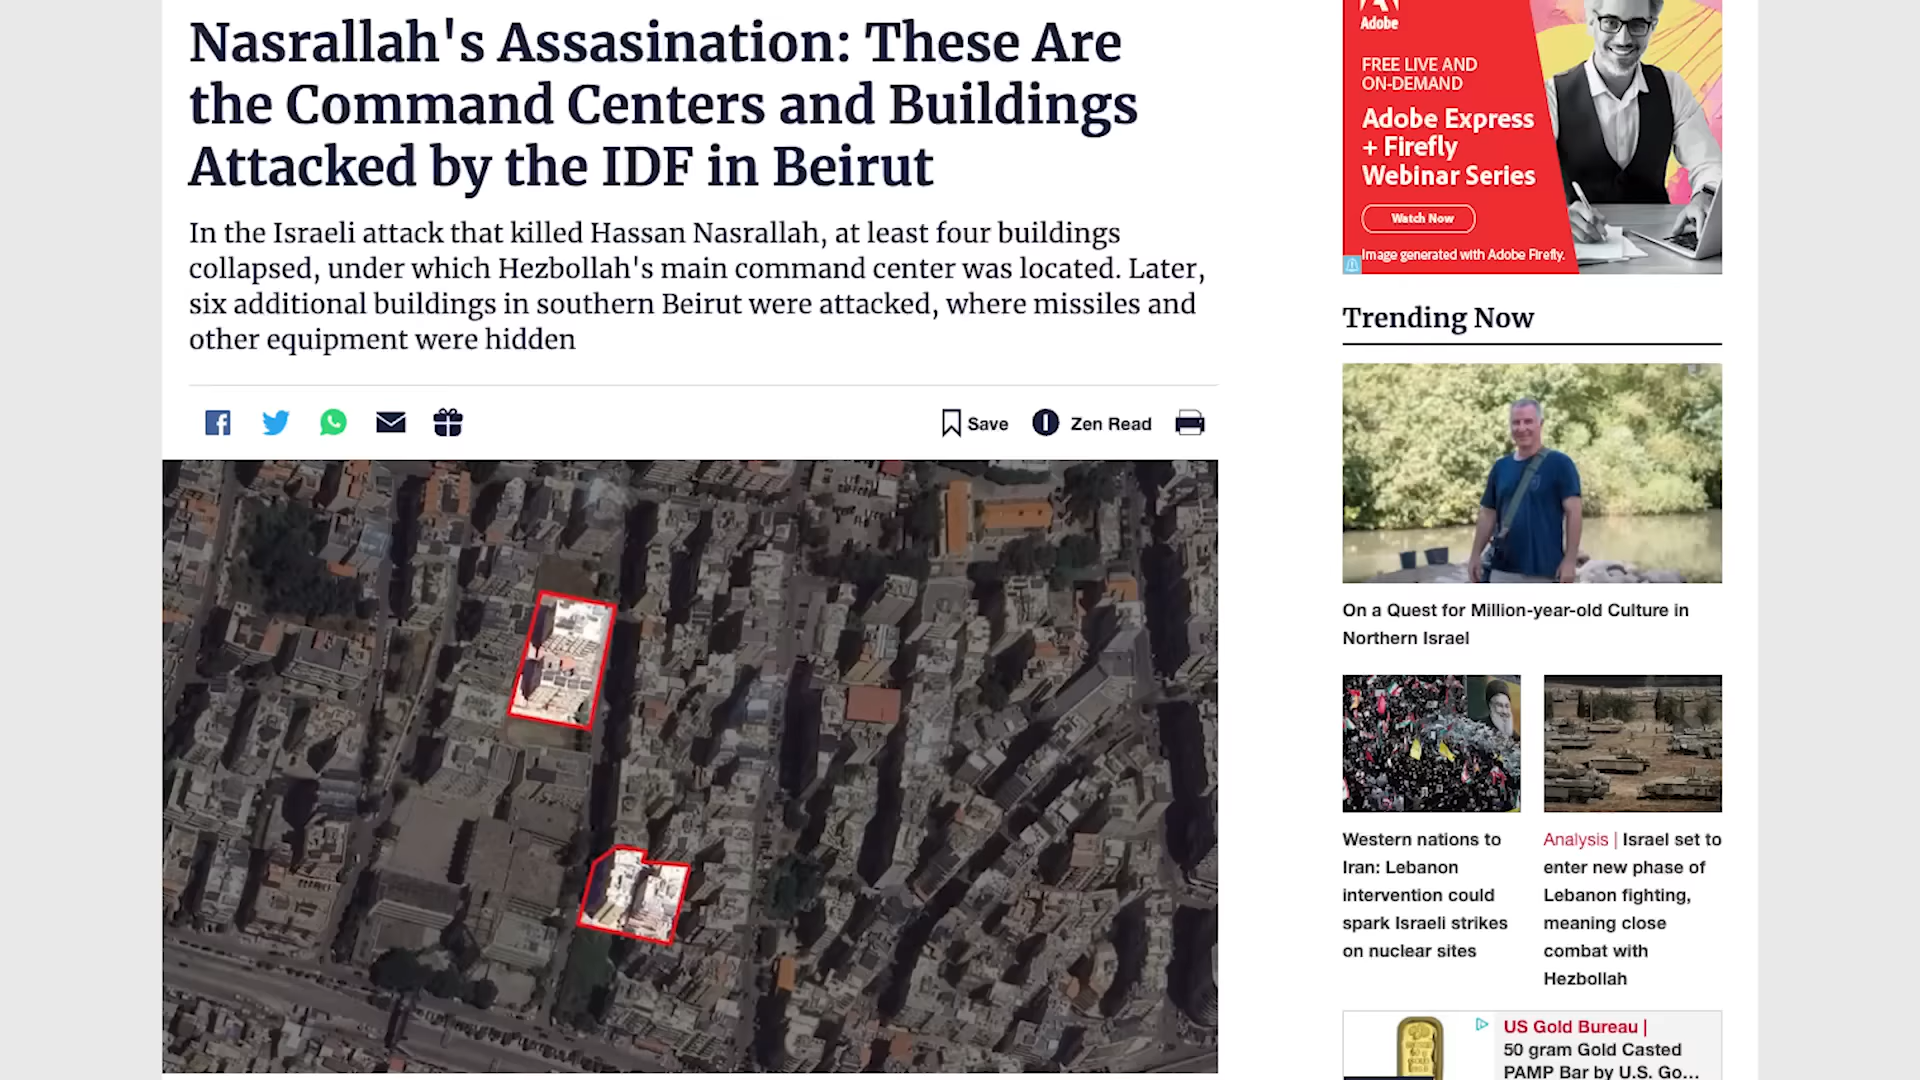 Nasrallah's Assasination: These Are
the Command Centers and Buildings
Attacked by the IDF in Beirut
In the Israeli attack that killed Hassan Nasrallah, at least four buildings
collapsed, under which Hezbollah's main command center was located. Later,
six additional buildings in southern Beirut were attacked, where missiles and
other equipment were hidden
Save
Zen Read
Adobe
FREE LIVE AND
ON-DEMAND
Adobe Express
+ Firefly
Webinar Series
Watch Now
Image generated with Adobe Firefly.
Trending Now
On a Quest for Million-year-old Culture in
Northern Israel
Western nations to
Iran: Lebanon
intervention could
spark Israeli strikes
on nuclear sites
Analysis | Israel set to
enter new phase of
Lebanon fighting,
meaning close
combat with
Hezbollah
US Gold Bureau |
50 gram Gold Casted
PAMP Bar by U.S. Go...